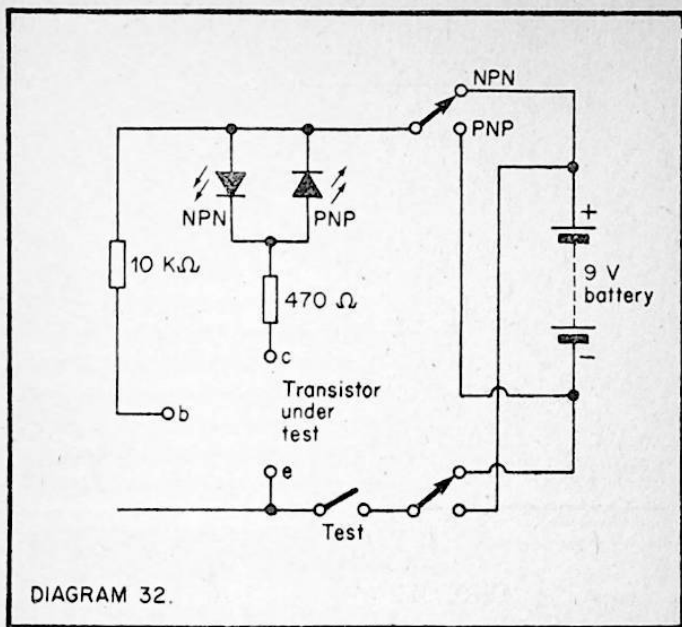 NPN
PNP
NPN
PNP
10 KΩ
470 Ω
+
9 V
battery
−
c
Transistor
under
test
b
e
Test
DIAGRAM 32.